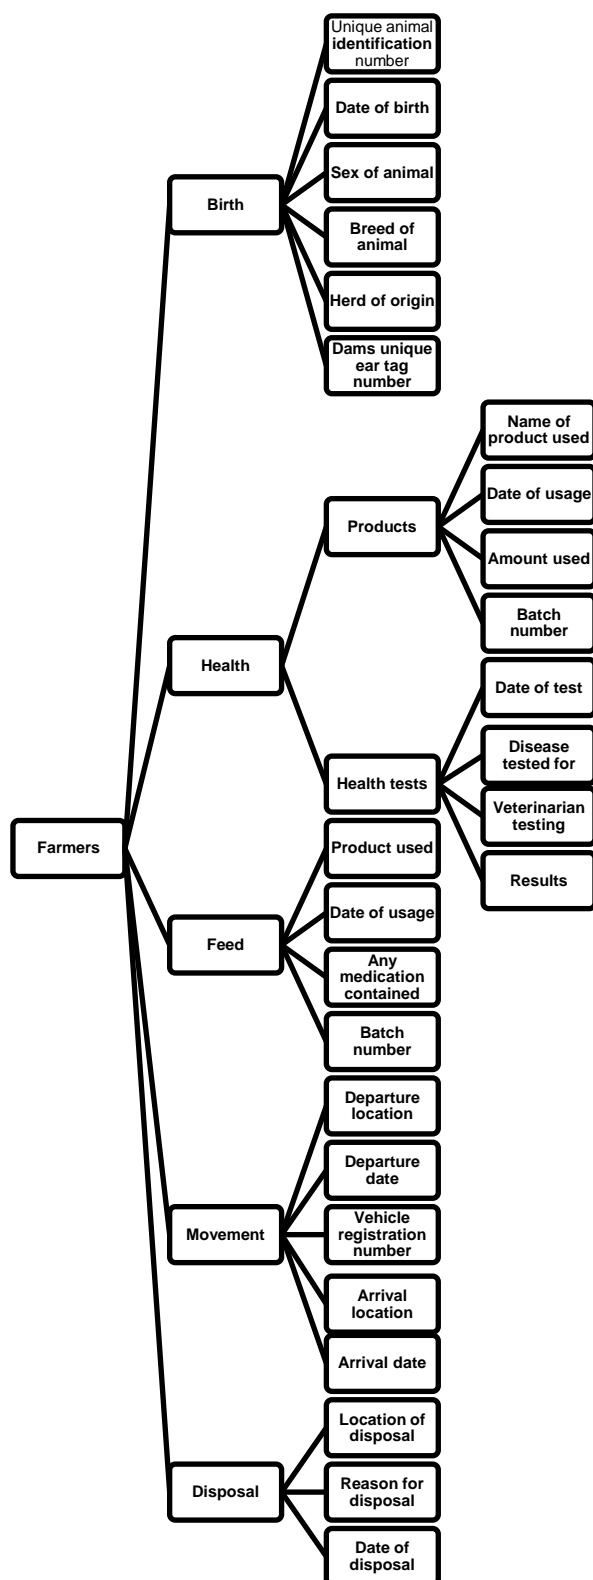 Unique animal
identification
number
Date of birth
Sex of animal
Birth
Breed of
animal
Herd of origin
Dams unique
ear tag
number
Name of
product used
Date of usage
Products
Amount used
Batch
number
Health
Date of test
Disease
tested for
Health tests
Veterinarian
testing
Results
Farmers
Product used
Date of usage
Feed
Any
medication
contained
Batch
number
Departure
location
Departure
date
Movement
Vehicle
registration
number
Arrival
location
Arrival date
Location of
disposal
Disposal
Reason for
disposal
Date of
disposal